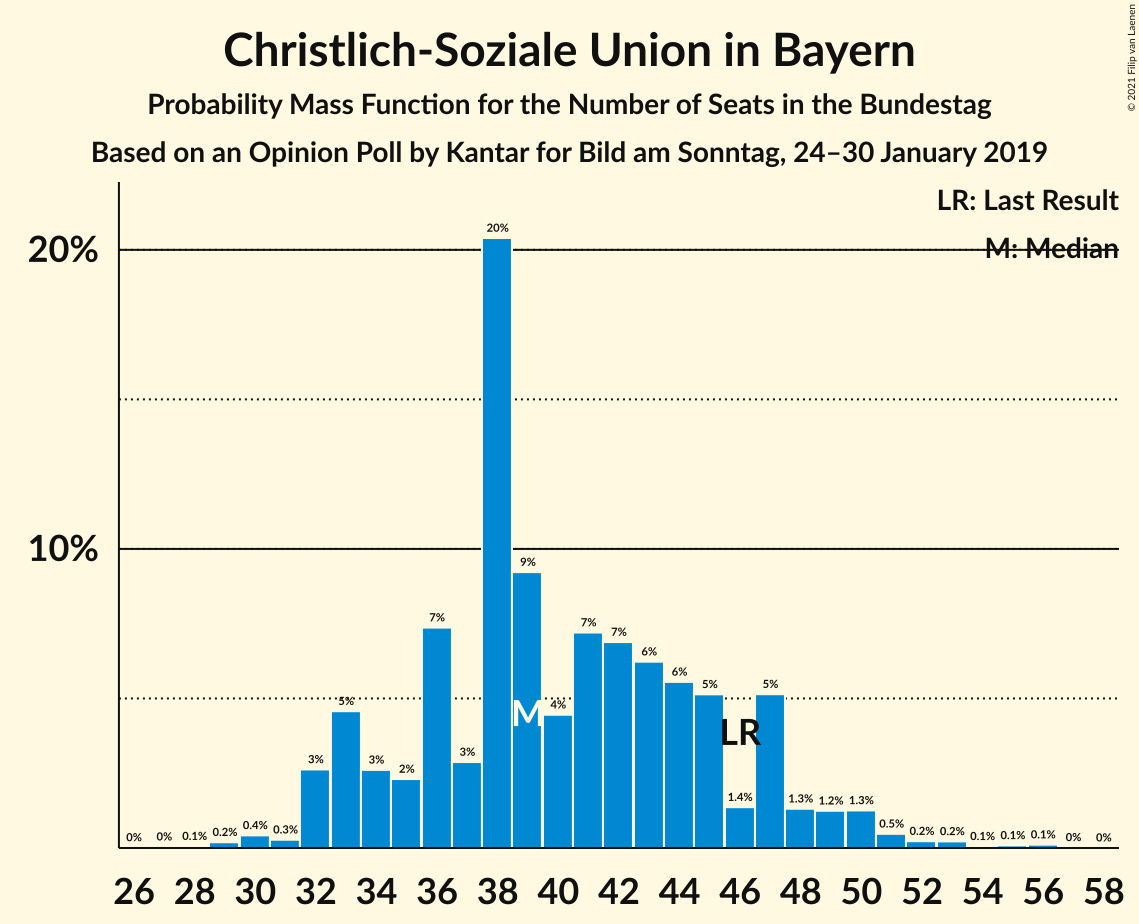 Christlich-Soziale Union in Bayern
Probability Mass Function for the Number of Seats in the Bundestag
Based on an Opinion Poll by Kantar for Bild am Sonntag, 24–30 January 2019
© 2021 Filip van Laenen
LR: Last Result
M: Median
20%
10%
0% 0% 0.1% 0.2% 0.4% 0.3% 3% 5% 3% 2% 7% 3% 20% 9% 4% 7% 7% 6% 6% 5% 1.4% 5% 1.3% 1.2% 1.3% 0.5% 0.2% 0.2% 0.1% 0.1% 0.1% 0% 0%
M
LR
26 28 30 32 34 36 38 40 42 44 46 48 50 52 54 56 58